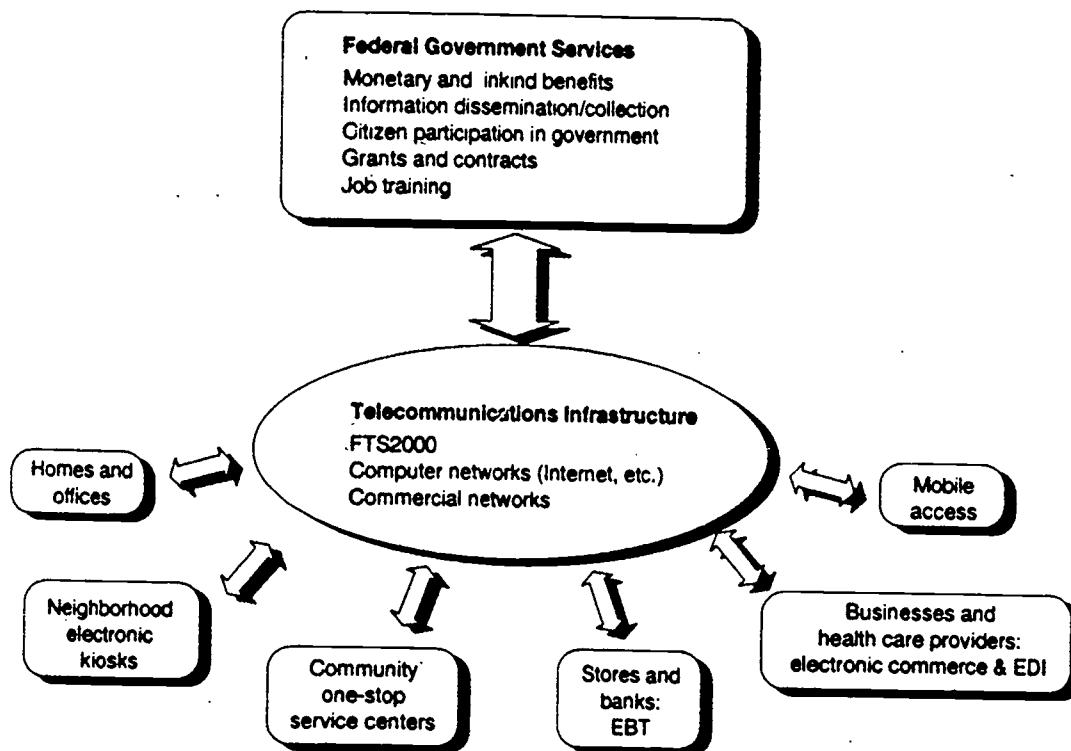 Federal Government Services
Monetary and inkind benefits
Information dissemination/collection
Citizen participation in government
Grants and contracts
Job training
Telecommunications Infrastructure
FTS2000
Computer networks (Internet, etc.)
Commercial networks
Homes and
offices
Mobile
access
Neighborhood
electronic
kiosks
Community
one-stop
service centers
Stores and
banks:
EBT
Businesses and
health care providers:
electronic commerce & EDI